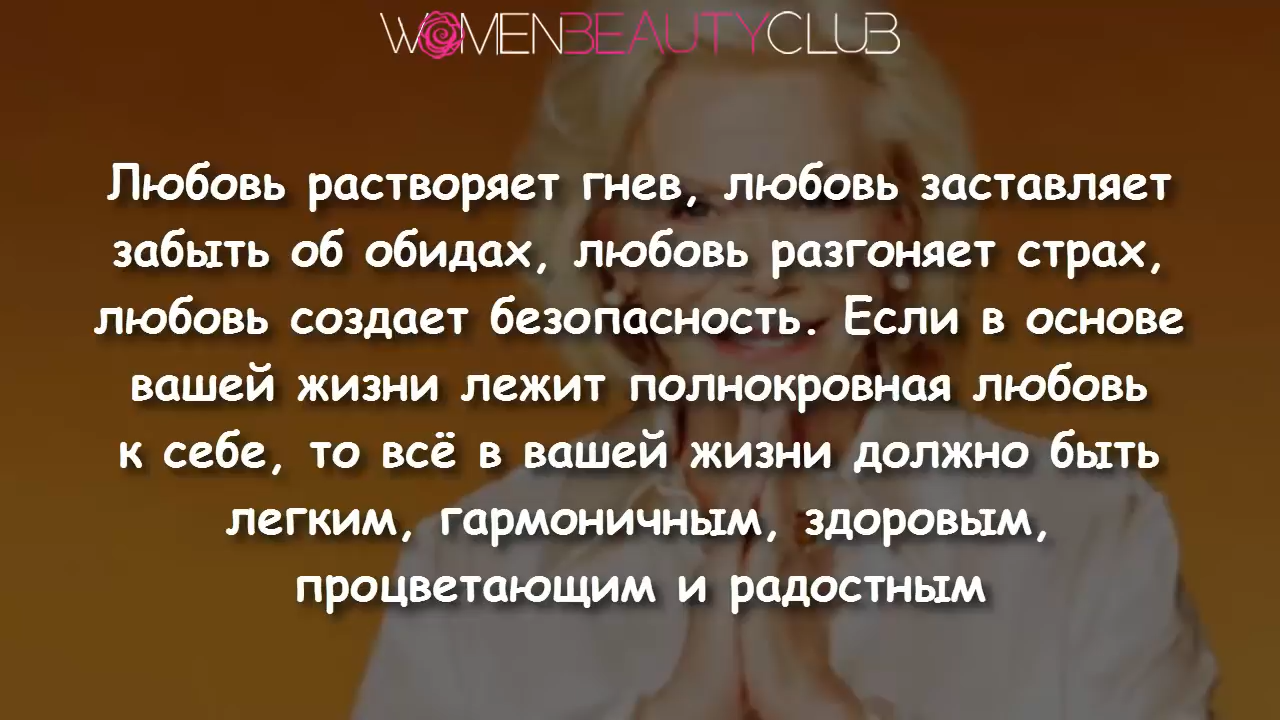 WOMENBEAUTYCLUB
Любовь растворяет гнев, любовь заставляет
забыть об обидах, любовь разгоняет страх,
любовь создает безопасность. Если в основе
вашей жизни лежит полнокровная любовь
к себе, то всё в вашей жизни должно быть
легким, гармоничным, здоровым,
процветающим и радостным